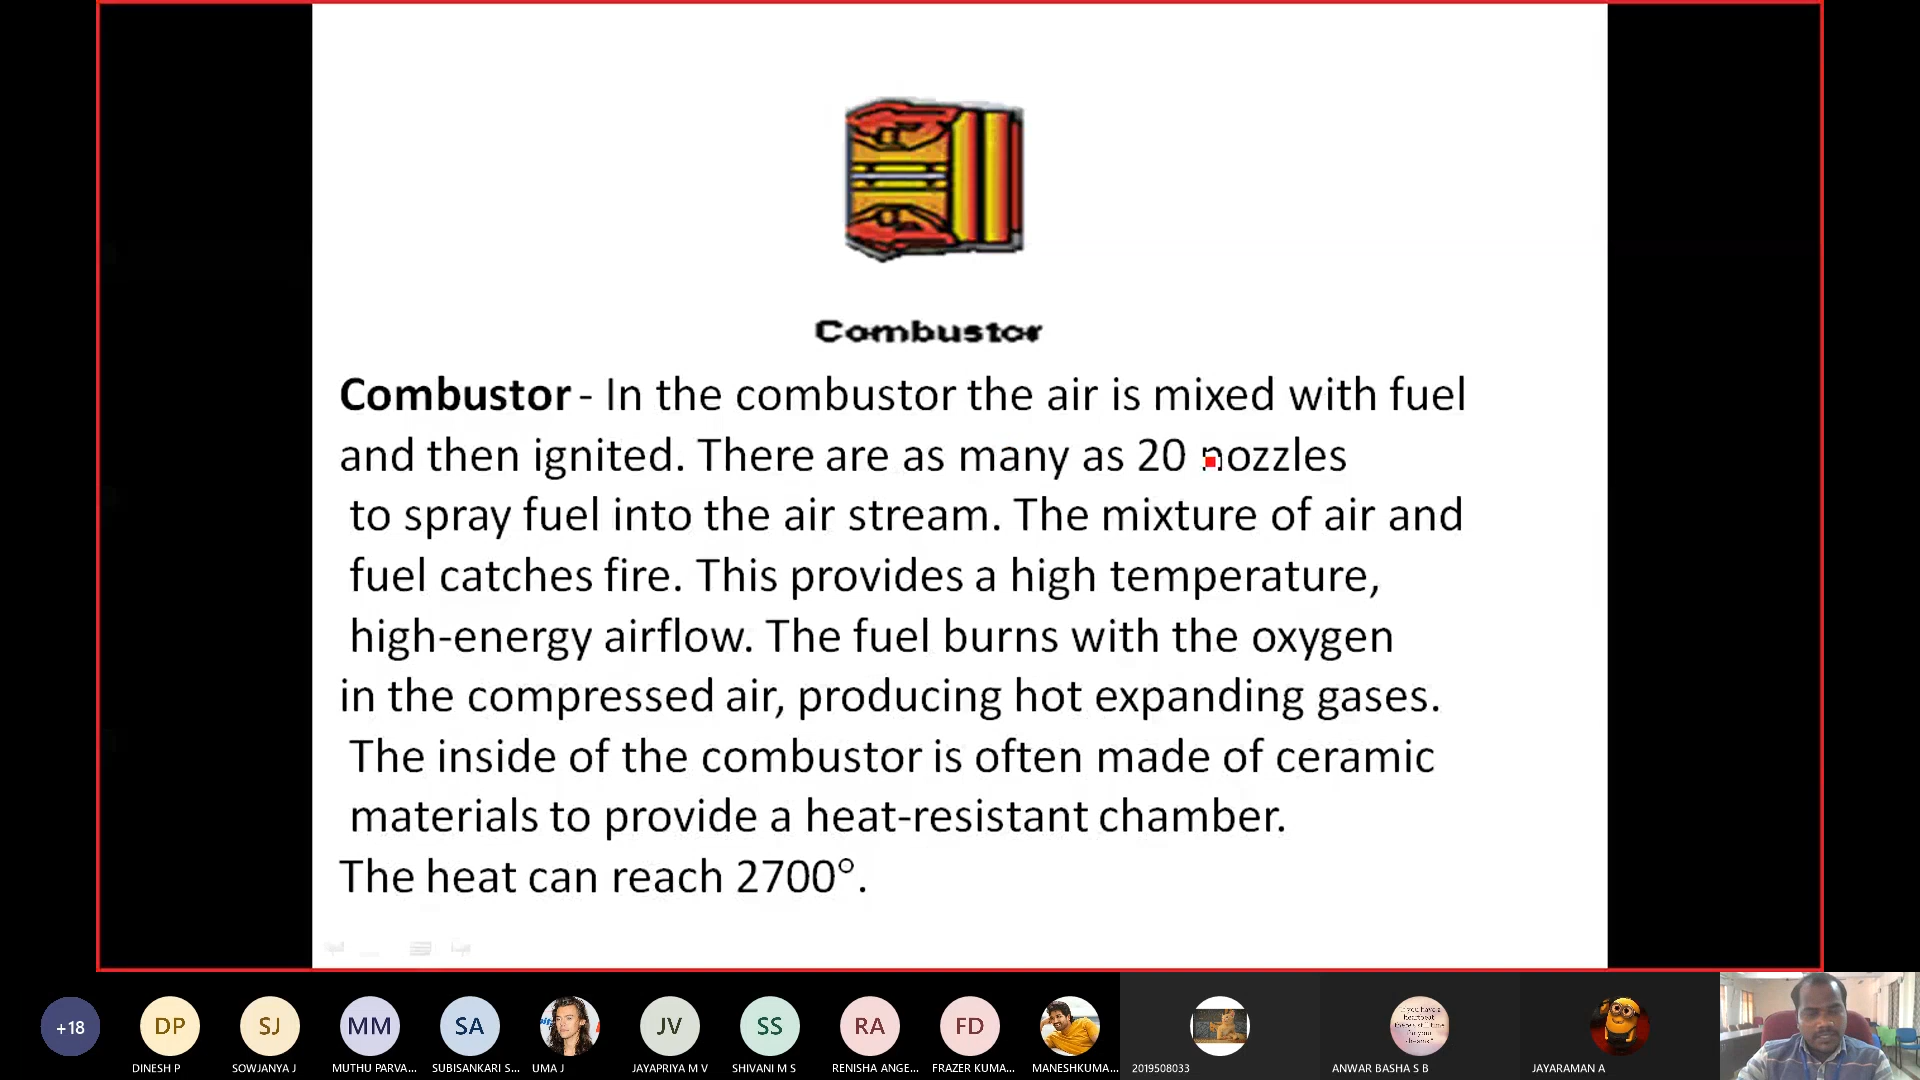 Combustor
Combustor - In the combustor the air is mixed with fuel
and then ignited. There are as many as 20 nozzles
to spray fuel into the air stream. The mixture of air and
fuel catches fire. This provides a high temperature,
high-energy airflow. The fuel burns with the oxygen
in the compressed air, producing hot expanding gases.
The inside of the combustor is often made of ceramic
materials to provide a heat-resistant chamber.
The heat can reach 2700°.
+18
DP
SJ
MM
SA
JV
SS
RA
FD
DINESH P
SOWJANYA J
MUTHU PARVA...
SUBISANKARI S...
UMA J
JAYAPRIYA M V
SHIVANI M S
RENISHA ANGE...
FRAZER KUMA...
MANESHKUMA...
2019508033
ANWAR BASHA S B
JAYARAMAN A